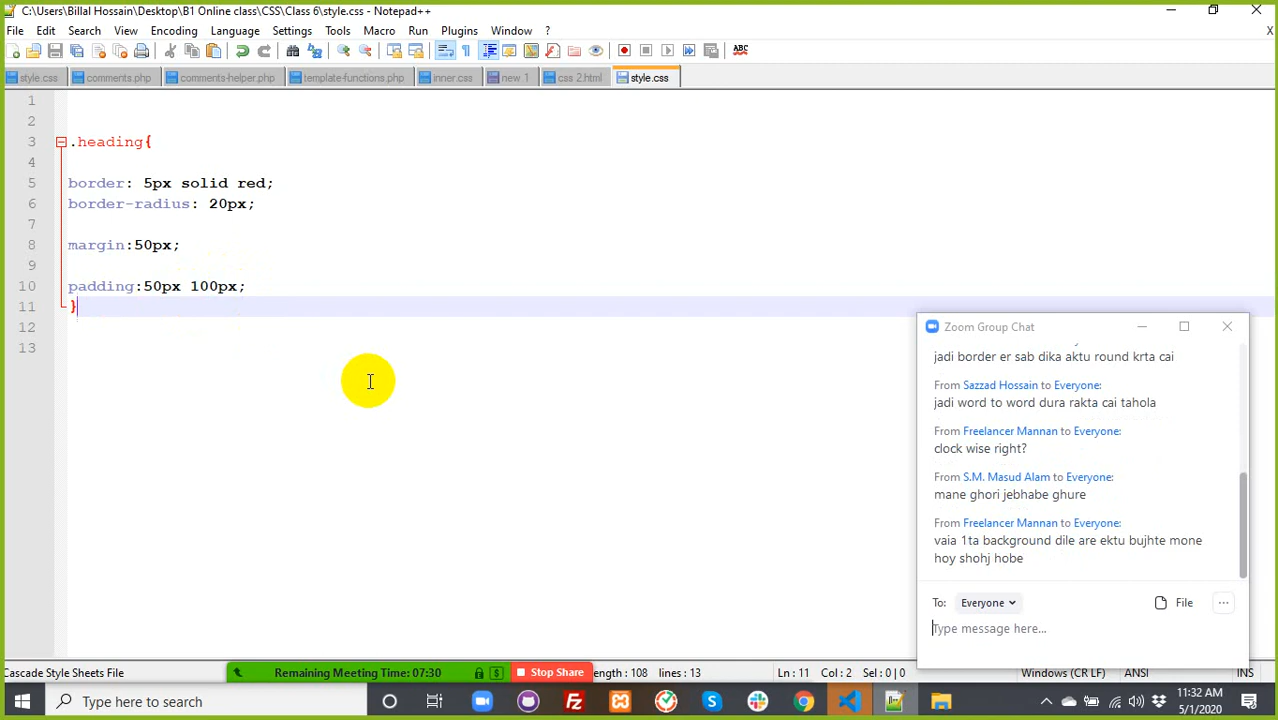 C:\Users\Billal Hossain\Desktop\B1 Online class\CSS\Class 6\style.css - Notepad++
File Edit Search View Encoding Language Settings Tools Macro Run Plugins Window ? X
style.css comments.php comments-helper.php template-functions.php inner.css new 1 css 2.html style.css
1
2
3 .heading{
4
5 border: 5px solid red;
6 border-radius: 20px;
7
8 margin:50px;
9
10 padding:50px 100px;
11 }
12
13
Zoom Group Chat
jadi border er sab dika aktu round krta cai
From Sazzad Hossain to Everyone:
jadi word to word dura rakta cai tahola
From Freelancer Mannan to Everyone:
clock wise right?
From S.M. Masud Alam to Everyone:
mane ghori jebhabe ghure
From Freelancer Mannan to Everyone:
vaia 1ta background dile are ektu bujhte mone
hoy shohj hobe
To: Everyone File ...
Type message here...
Cascade Style Sheets File Remaining Meeting Time: 07:30 Stop Share ength : 108 lines : 13 Ln : 11 Col : 2 Sel : 0 | 0 Windows (CR LF) ANSI INS
Type here to search 11:32 AM
5/1/2020